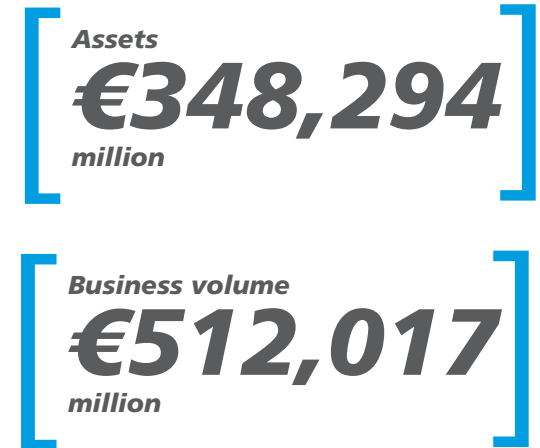 Assets
€348,294
million
Business volume
€512,017
million